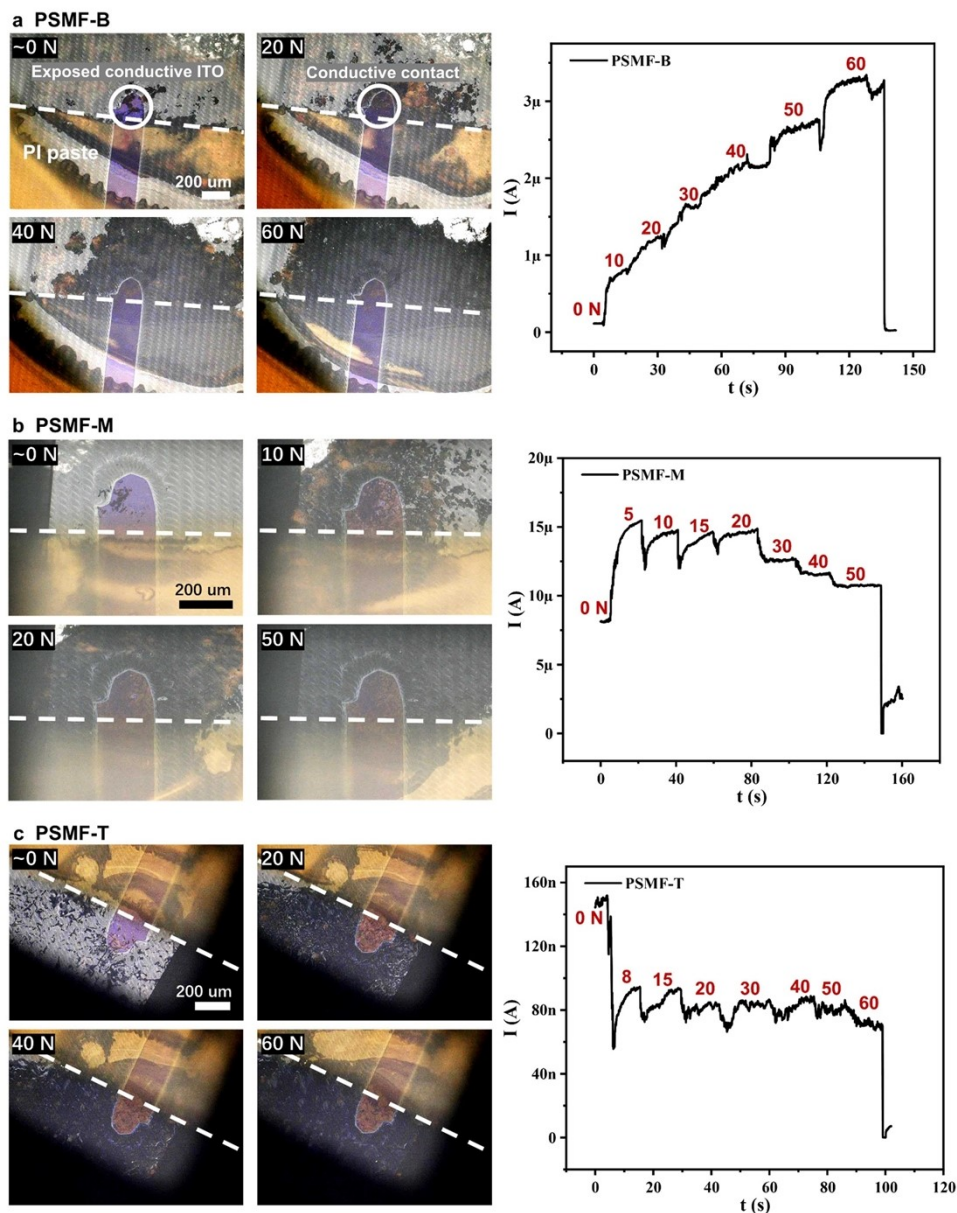 a PSMF-B
~0 N
Exposed conductive ITO
PI paste
200 um
20 N
Conductive contact
40 N
60 N
PSMF-B
3μ
2μ
1μ
0
I (A)
0 N
10
20
30
40
50
60
0 30 60 90 120 150
t (s)
b PSMF-M
~0 N
200 um
10 N
20 N
50 N
PSMF-M
20μ
15μ
10μ
5μ
0
I (A)
0 N
5
10
15
20
30
40
50
0 40 80 120 160
t (s)
c PSMF-T
~0 N
200 um
20 N
40 N
60 N
PSMF-T
160n
120n
80n
40n
0
I (A)
0 N
8
15
20
30
40
50
60
0 20 40 60 80 100 120
t (s)